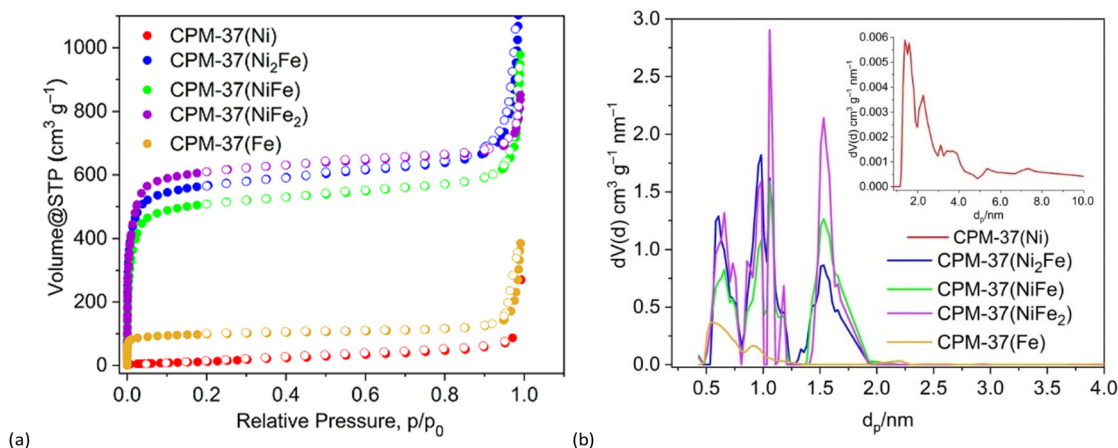 1000
800
600
400
200
0
Volume@STP (cm³ g⁻¹)
CPM-37(Ni)
CPM-37(Ni₂Fe)
CPM-37(NiFe)
CPM-37(NiFe₂)
CPM-37(Fe)
0.0 0.2 0.4 0.6 0.8 1.0
Relative Pressure, p/p₀
(a)
3.0
2.5
2.0
1.5
1.0
0.5
0.0
dV(d) cm³ g⁻¹ nm⁻¹
0.006
0.005
0.004
0.003
0.002
0.001
0.000
dV(d) cm³ g⁻¹ nm⁻¹
2.0 4.0 6.0 8.0 10.0
dₚ/nm
CPM-37(Ni)
CPM-37(Ni₂Fe)
CPM-37(NiFe)
CPM-37(NiFe₂)
CPM-37(Fe)
0.5 1.0 1.5 2.0 2.5 3.0 3.5 4.0
dₚ/nm
(b)